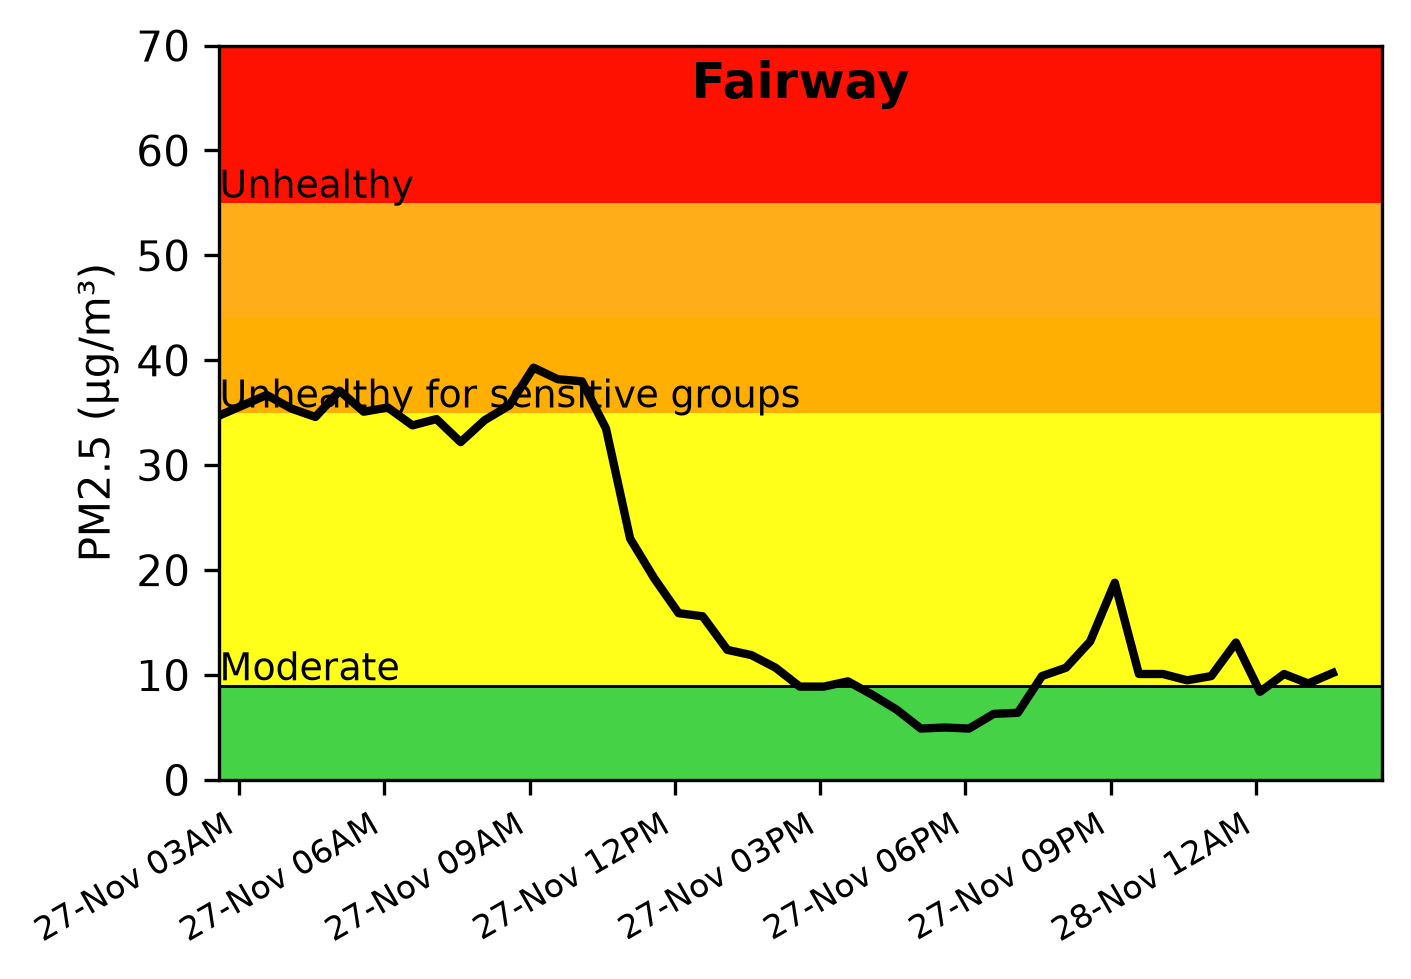 Fairway
PM2.5 (µg/m³)
70
60
50
40
30
20
10
0
Unhealthy
Unhealthy for sensitive groups
Moderate
27-Nov 03AM
27-Nov 06AM
27-Nov 09AM
27-Nov 12PM
27-Nov 03PM
27-Nov 06PM
27-Nov 09PM
28-Nov 12AM